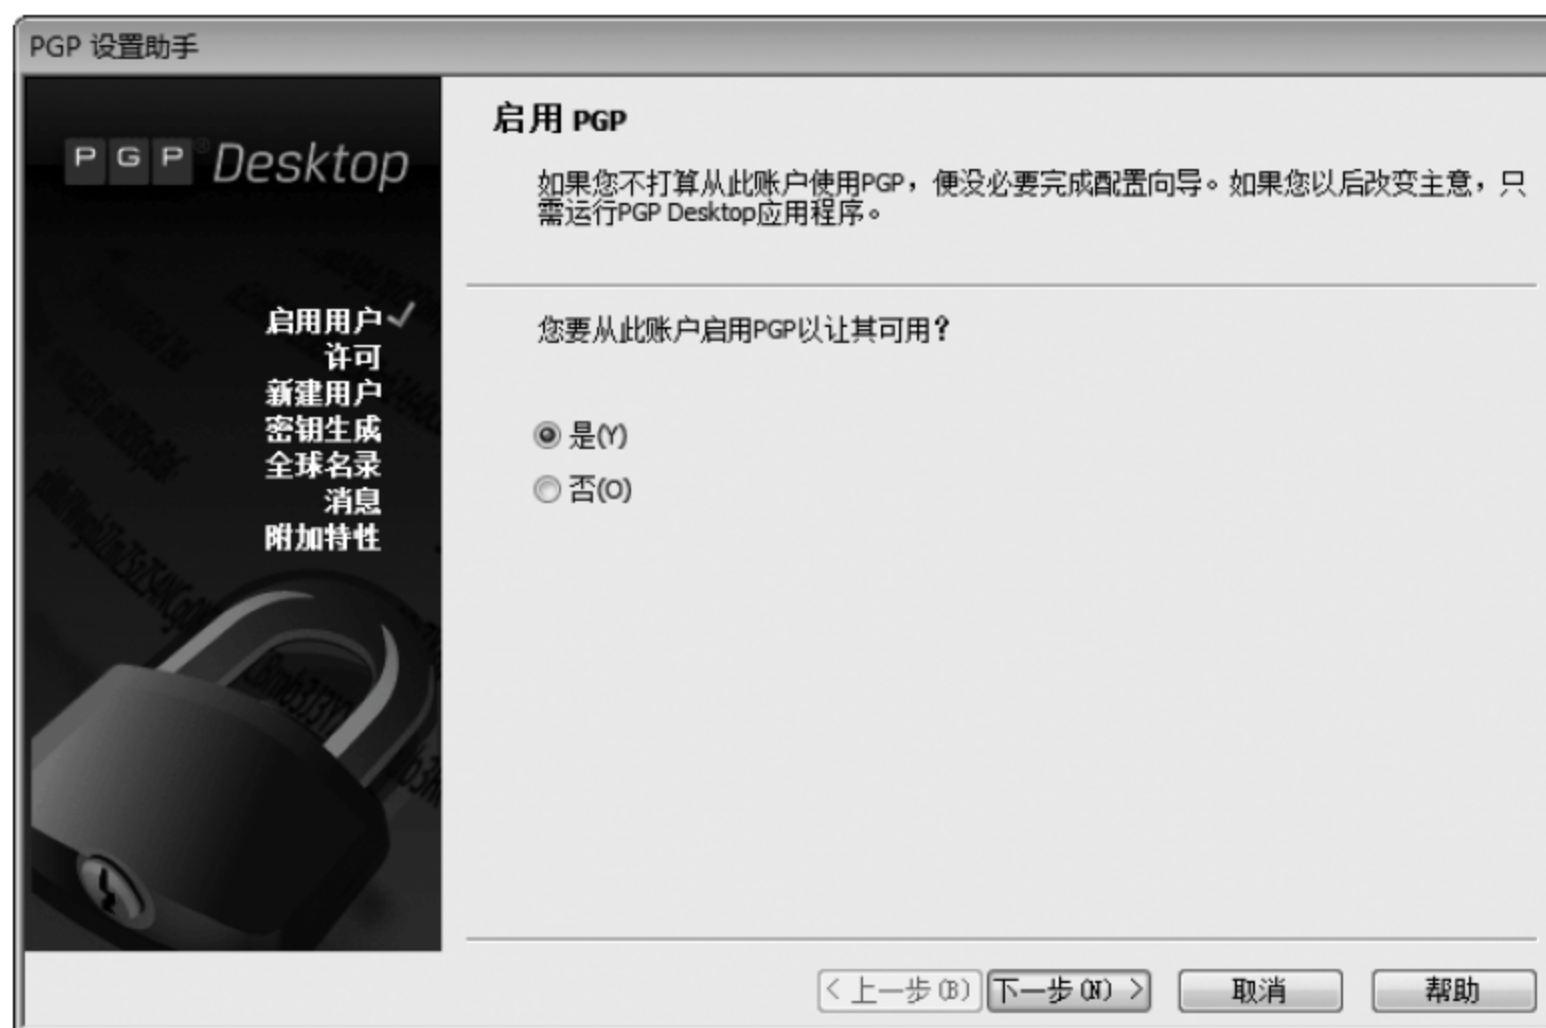 PGP 设置助手
PGP® Desktop
启用用户
许可
新建用户
密钥生成
全球名录
消息
附加特性
启用 PGP
如果您不打算从此账户使用PGP，便没必要完成配置向导。如果您以后改变主意，只
需运行PGP Desktop应用程序。
您要从此账户启用PGP以让其可用？
是(Y)
否(O)
< 上一步(B)
下一步(N) >
取消
帮助